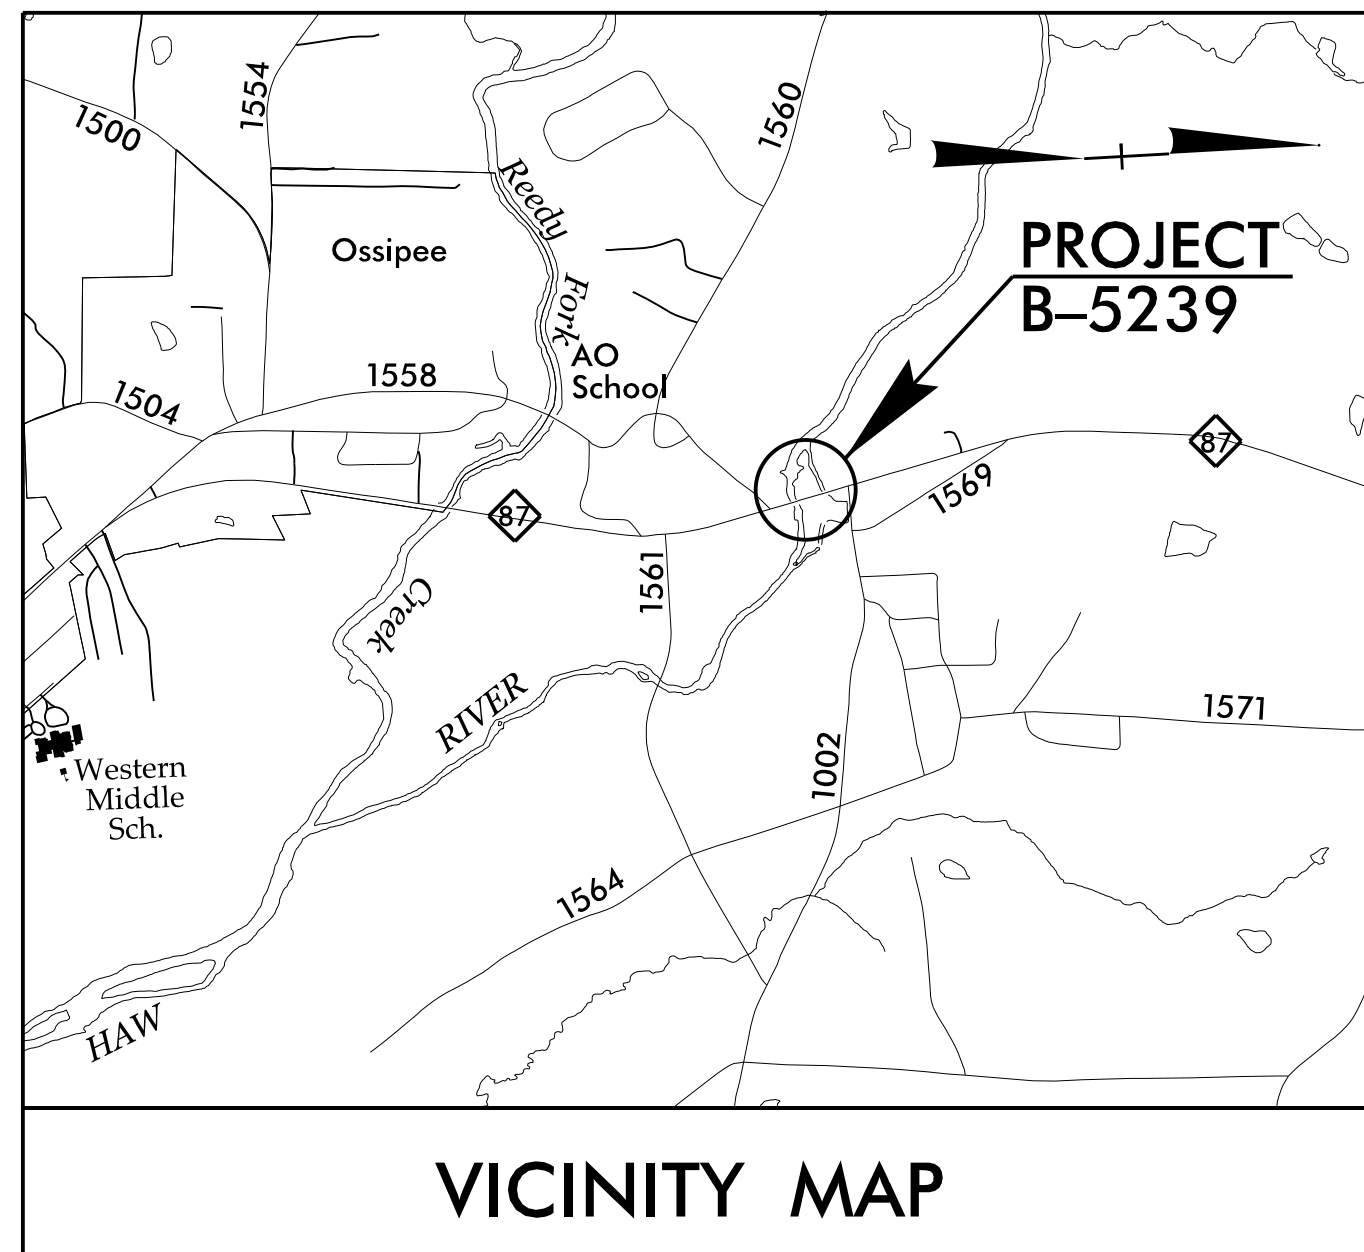 1500
1554
1560
Reedy
Fork
Ossipee
PROJECT
B–5239
AO
School
1558
1504
87
87
1569
1561
Creek
RIVER
1571
1002
Western
Middle
Sch.
1564
HAW
VICINITY MAP